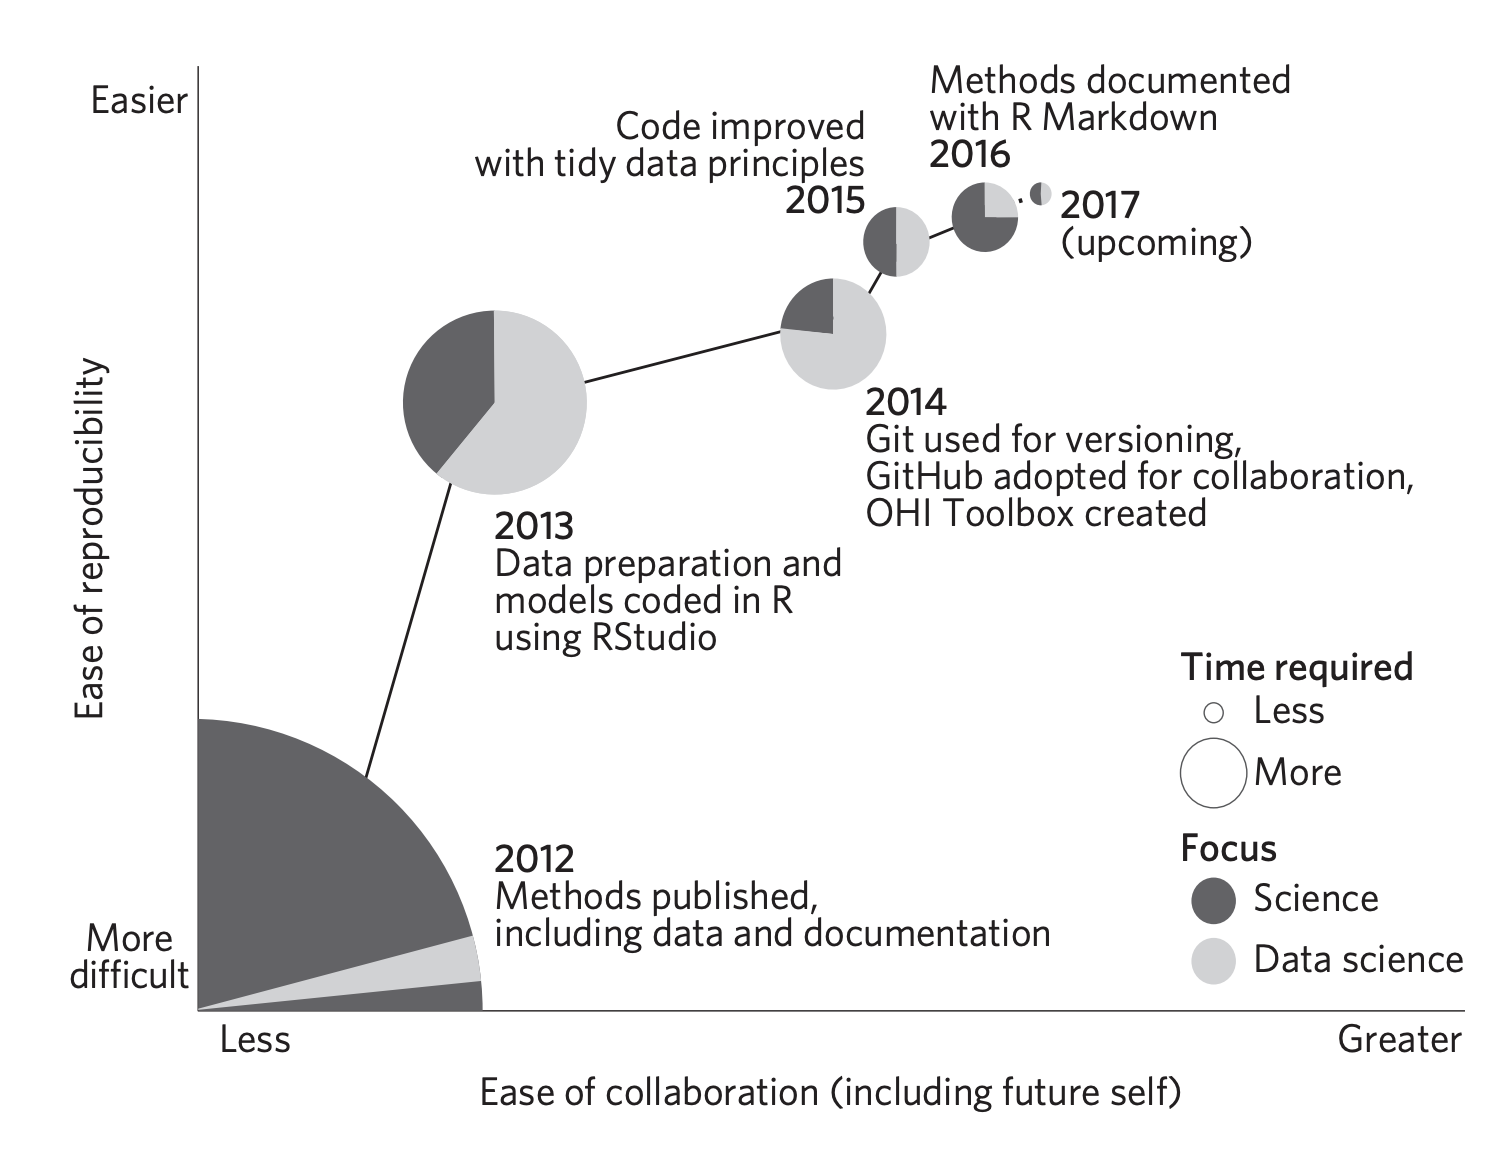 Easier
Ease of reproducibility
More
difficult
Less
Greater
Ease of collaboration (including future self)
Code improved
with tidy data principles
2015
Methods documented
with R Markdown
2016
2017
(upcoming)
2014
Git used for versioning,
GitHub adopted for collaboration,
OHI Toolbox created
2013
Data preparation and
models coded in R
using RStudio
2012
Methods published,
including data and documentation
Time required
Less
More
Focus
Science
Data science